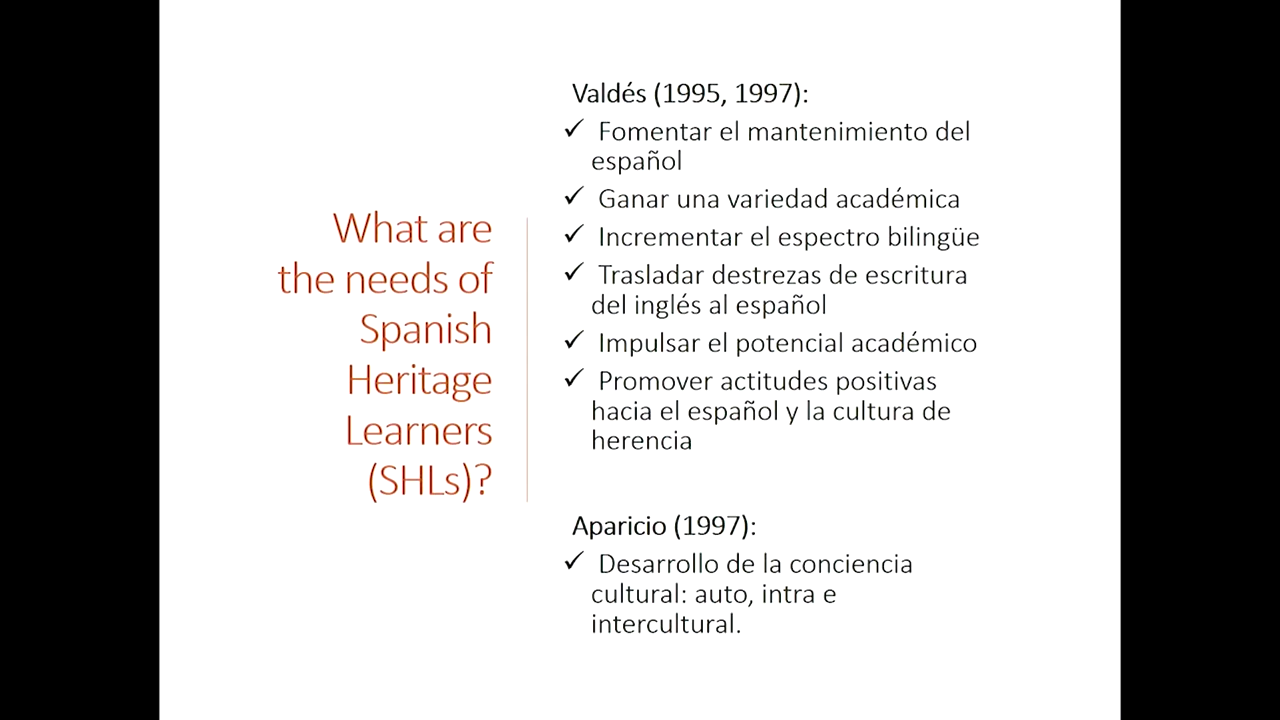 What are
the needs of
Spanish
Heritage
Learners
(SHLs)?
Valdés (1995, 1997):
✓ Fomentar el mantenimiento del
español
✓ Ganar una variedad académica
✓ Incrementar el espectro bilingüe
✓ Trasladar destrezas de escritura
del inglés al español
✓ Impulsar el potencial académico
✓ Promover actitudes positivas
hacia el español y la cultura de
herencia
Aparicio (1997):
✓ Desarrollo de la conciencia
cultural: auto, intra e
intercultural.